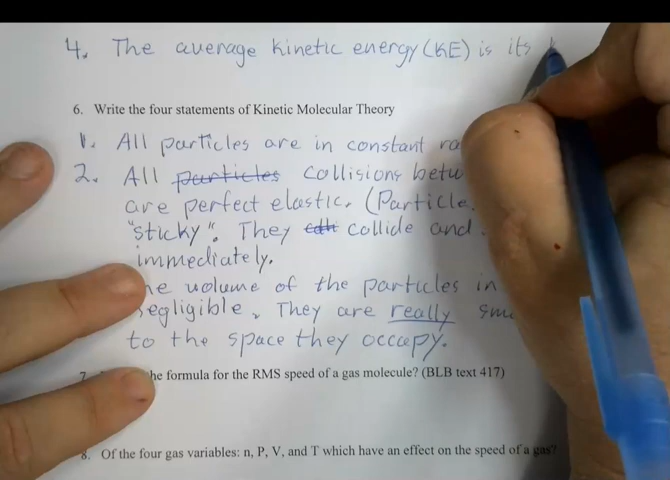 4. The average kinetic energy (KE) is its
6. Write the four statements of Kinetic Molecular Theory
1. All particles are in constant
2. All particles collisions
are perfect elastic. (Particle
"sticky". They collide and
immediately.
volume of the particles in
negligible. They are really
to the space they occupy.
7. the formula for the RMS speed of a gas molecule? (BLB text 417)
8. Of the four gas variables: n, P, V, and T which have an effect on the speed of a gas?